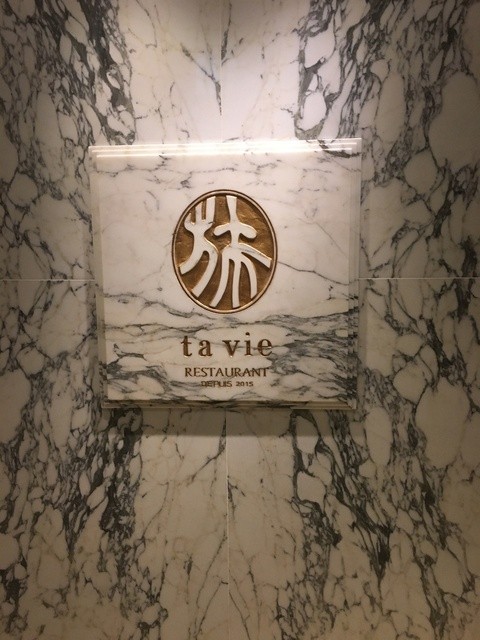 旅
ta vie
RESTAURANT
DEPUIS 2015